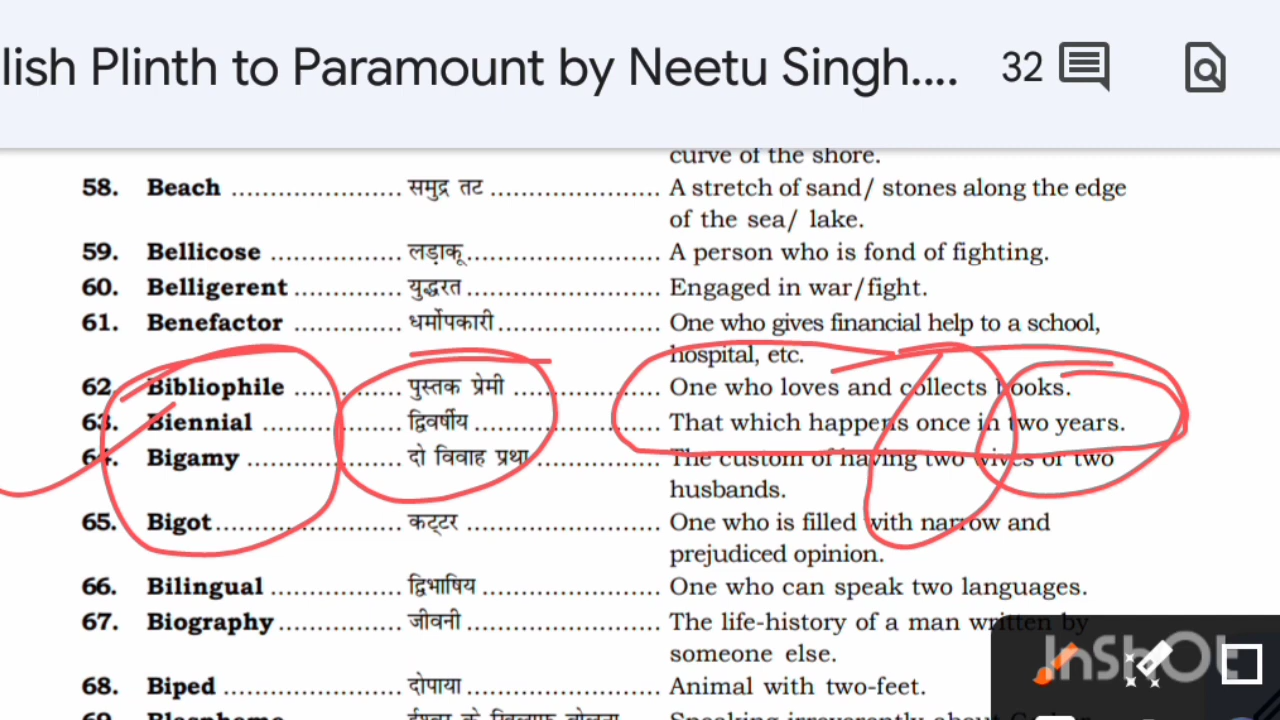 lish Plinth to Paramount by Neetu Singh.... 32
curve of the shore.
58. Beach ...................... समुद्र तट ...................... A stretch of sand/ stones along the edge
of the sea/ lake.
59. Bellicose ................. लड़ाकू......................... A person who is fond of fighting.
60. Belligerent .............. युद्धरत ......................... Engaged in war/fight.
61. Benefactor .............. धर्मोपकारी..................... One who gives financial help to a school,
hospital, etc.
62. Bibliophile .............. पुस्तक प्रेमी ................... One who loves and collects books.
63. Biennial .................. द्विवर्षीय ........................ That which happens once in two years.
64. Bigamy .................... दो विवाह प्रथा ................ The custom of having two wives or two
husbands.
65. Bigot........................ कट्टर ......................... One who is filled with narrow and
prejudiced opinion.
66. Bilingual ................. द्विभाषिय ....................... One who can speak two languages.
67. Biography................ जीवनी ......................... The life-history of a man written by
someone else.
68. Biped ....................... दोपाया ......................... Animal with two-feet.
InShOt